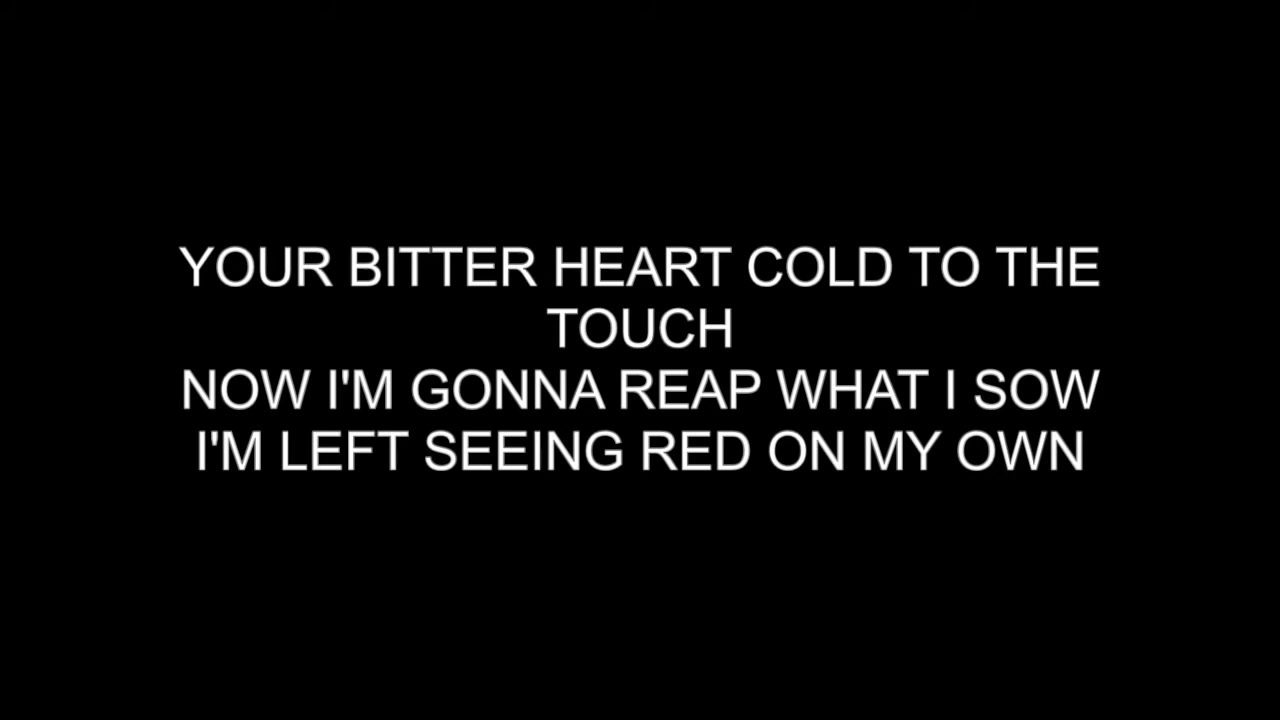 YOUR BITTER HEART COLD TO THE
TOUCH
NOW I'M GONNA REAP WHAT I SOW
I'M LEFT SEEING RED ON MY OWN